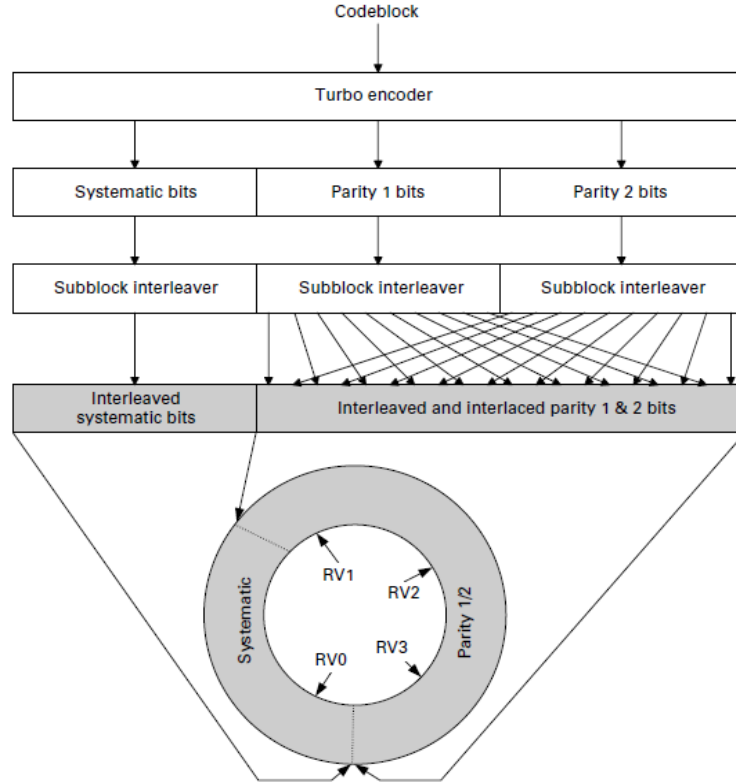 Codeblock
Turbo encoder
Systematic bits
Parity 1 bits
Parity 2 bits
Subblock interleaver
Subblock interleaver
Subblock interleaver
Interleaved
systematic bits
Interleaved and interlaced parity 1 & 2 bits
RV1
RV2
Systematic
Parity 1/2
RV3
RV0